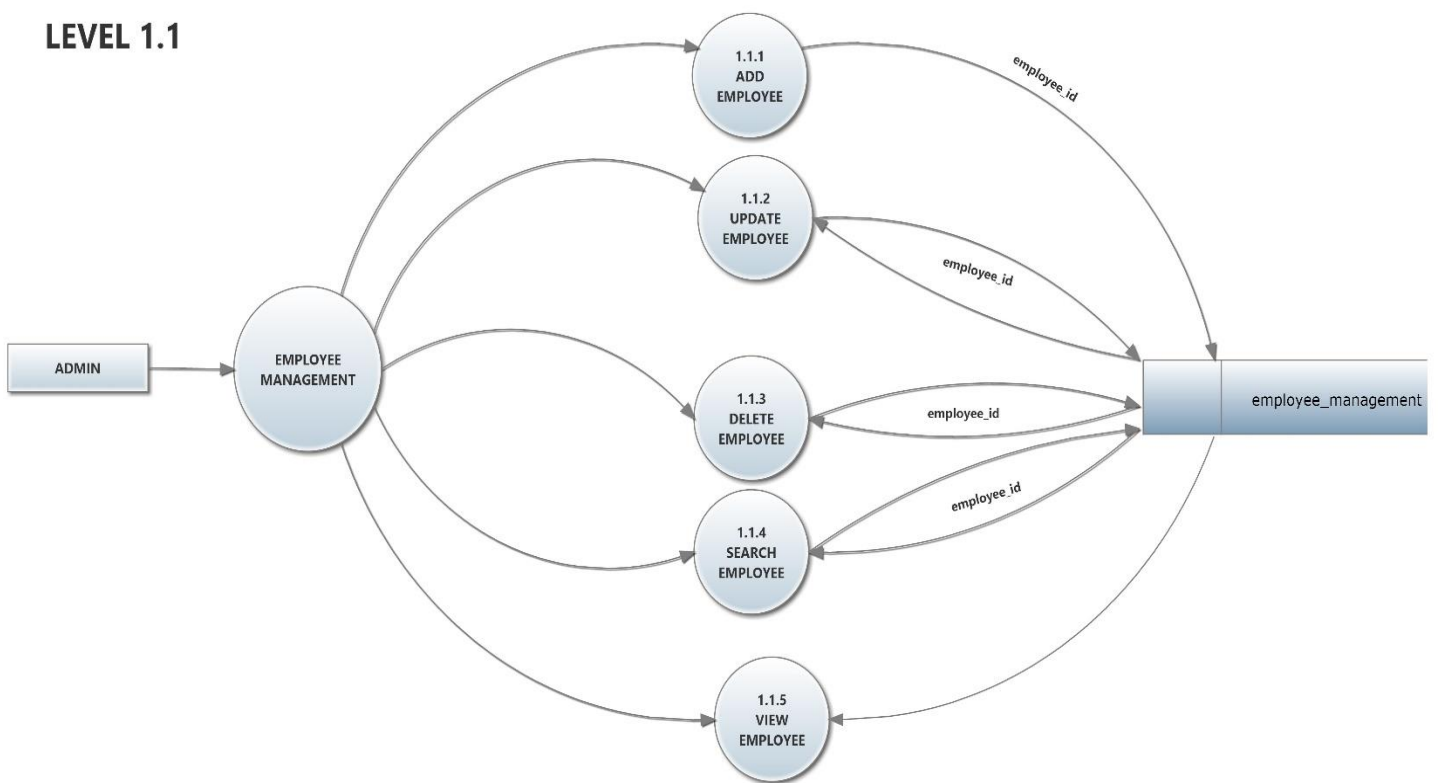 LEVEL 1.1
1.1.1
ADD
EMPLOYEE
employee_id
1.1.2
UPDATE
EMPLOYEE
employee_id
ADMIN
EMPLOYEE
MANAGEMENT
1.1.3
DELETE
EMPLOYEE
employee_id
employee_management
1.1.4
SEARCH
EMPLOYEE
employee_id
1.1.5
VIEW
EMPLOYEE